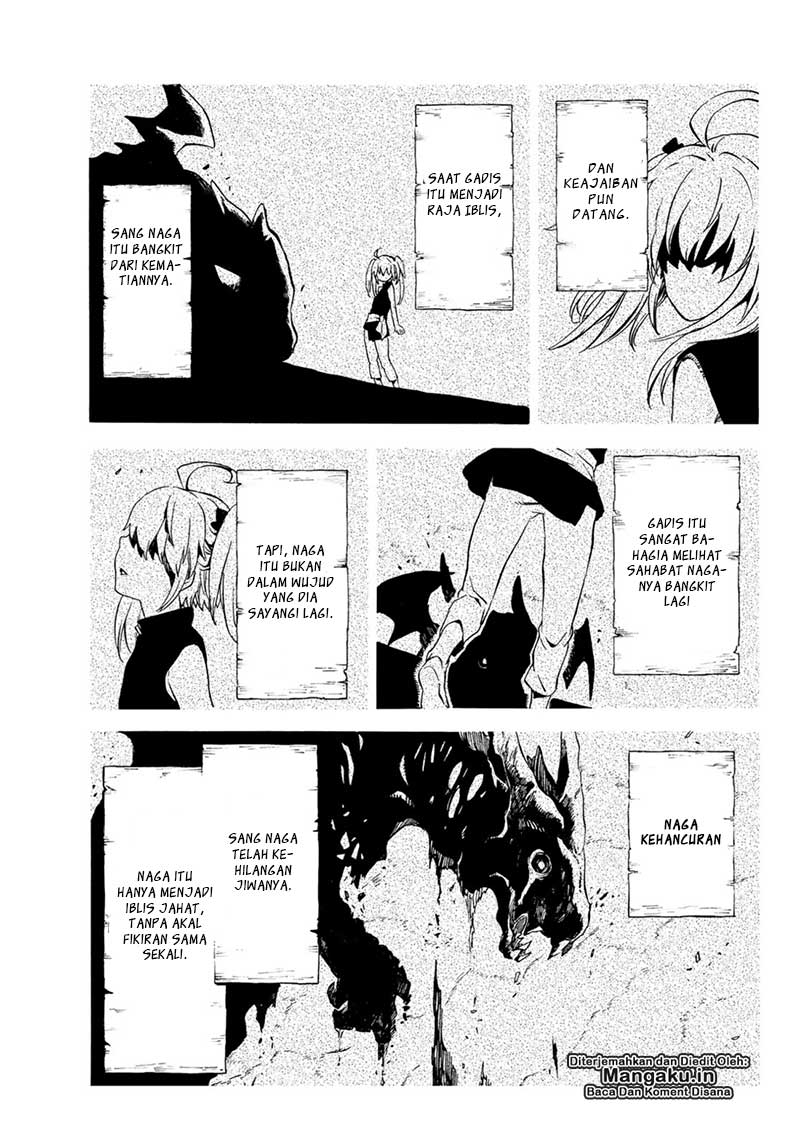 DAN
KEAJAIBAN
PUN
DATANG.
SAAT GADIS
ITU MENJADI
RAJA IBLIS,
SANG NAGA
ITU BANGKIT
DARI KEMA-
TIANNYA.
GADIS ITU
SANGAT BA-
HAGIA MELIHAT
SAHABAT NAGA-
NYA BANGKIT
LAGI
TAPI, NAGA
ITU BUKAN
DALAM WUJUD
YANG DIA
SAYANGI LAGI.
NAGA
KEHANCURAN
SANG NAGA
TELAH KE-
HILANGAN
JIWANYA.
NAGA ITU
HANYA MENJADI
IBLIS JAHAT,
TANPA AKAL
FIKIRAN SAMA
SEKALI.
Diterjemahkan dan Diedit Oleh:
Mangaku.in
Baca Dan Koment Disana